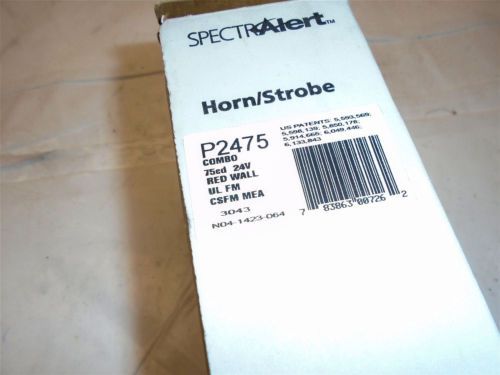 SPECTRAlert™
Horn/Strobe
P2475
COMBO
75cd 24V
RED WALL
UL FM
CSFM MEA
3043
N04-1423-064
US PATENTS: 5,593,569;
5,598,139; 5,850,178;
5,914,665; 6,049,446;
6,133,843
7 83863 00726 2